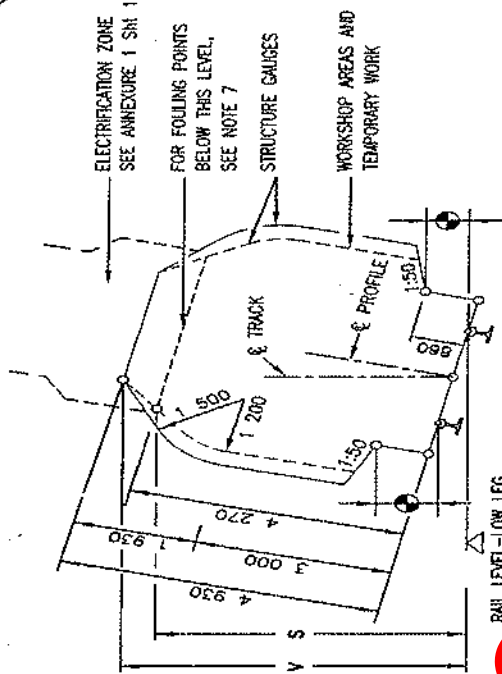 ELECTRIFICATION ZONE
SEE ANNEXURE 1 Sht 1
FOR FOULING POINTS
BELOW THIS LEVEL,
SEE NOTE 7
STRUCTURE GAUGES
WORKSHOP AREAS AND
TEMPORARY WORK
℄ TRACK
℄ PROFILE
1 500
1 200
1:50
1:50
860
4 270
1 930
3 000
4 930
S
V
RAIL LEVEL-LOW LEG